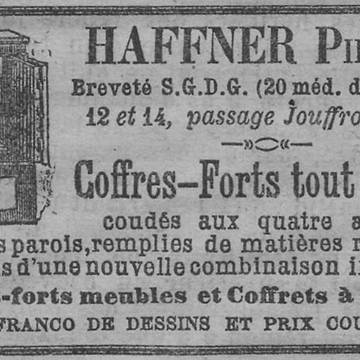 HAFFNER
Breveté S.G.D.G. (20 méd. d
12 et 14, passage Jouffro
Coffres-Forts tout
coudés aux quatre a
parois, remplies de matières
d'une nouvelle combinaison i
-forts meubles et Coffrets à
FRANCO DE DESSINS ET PRIX COU